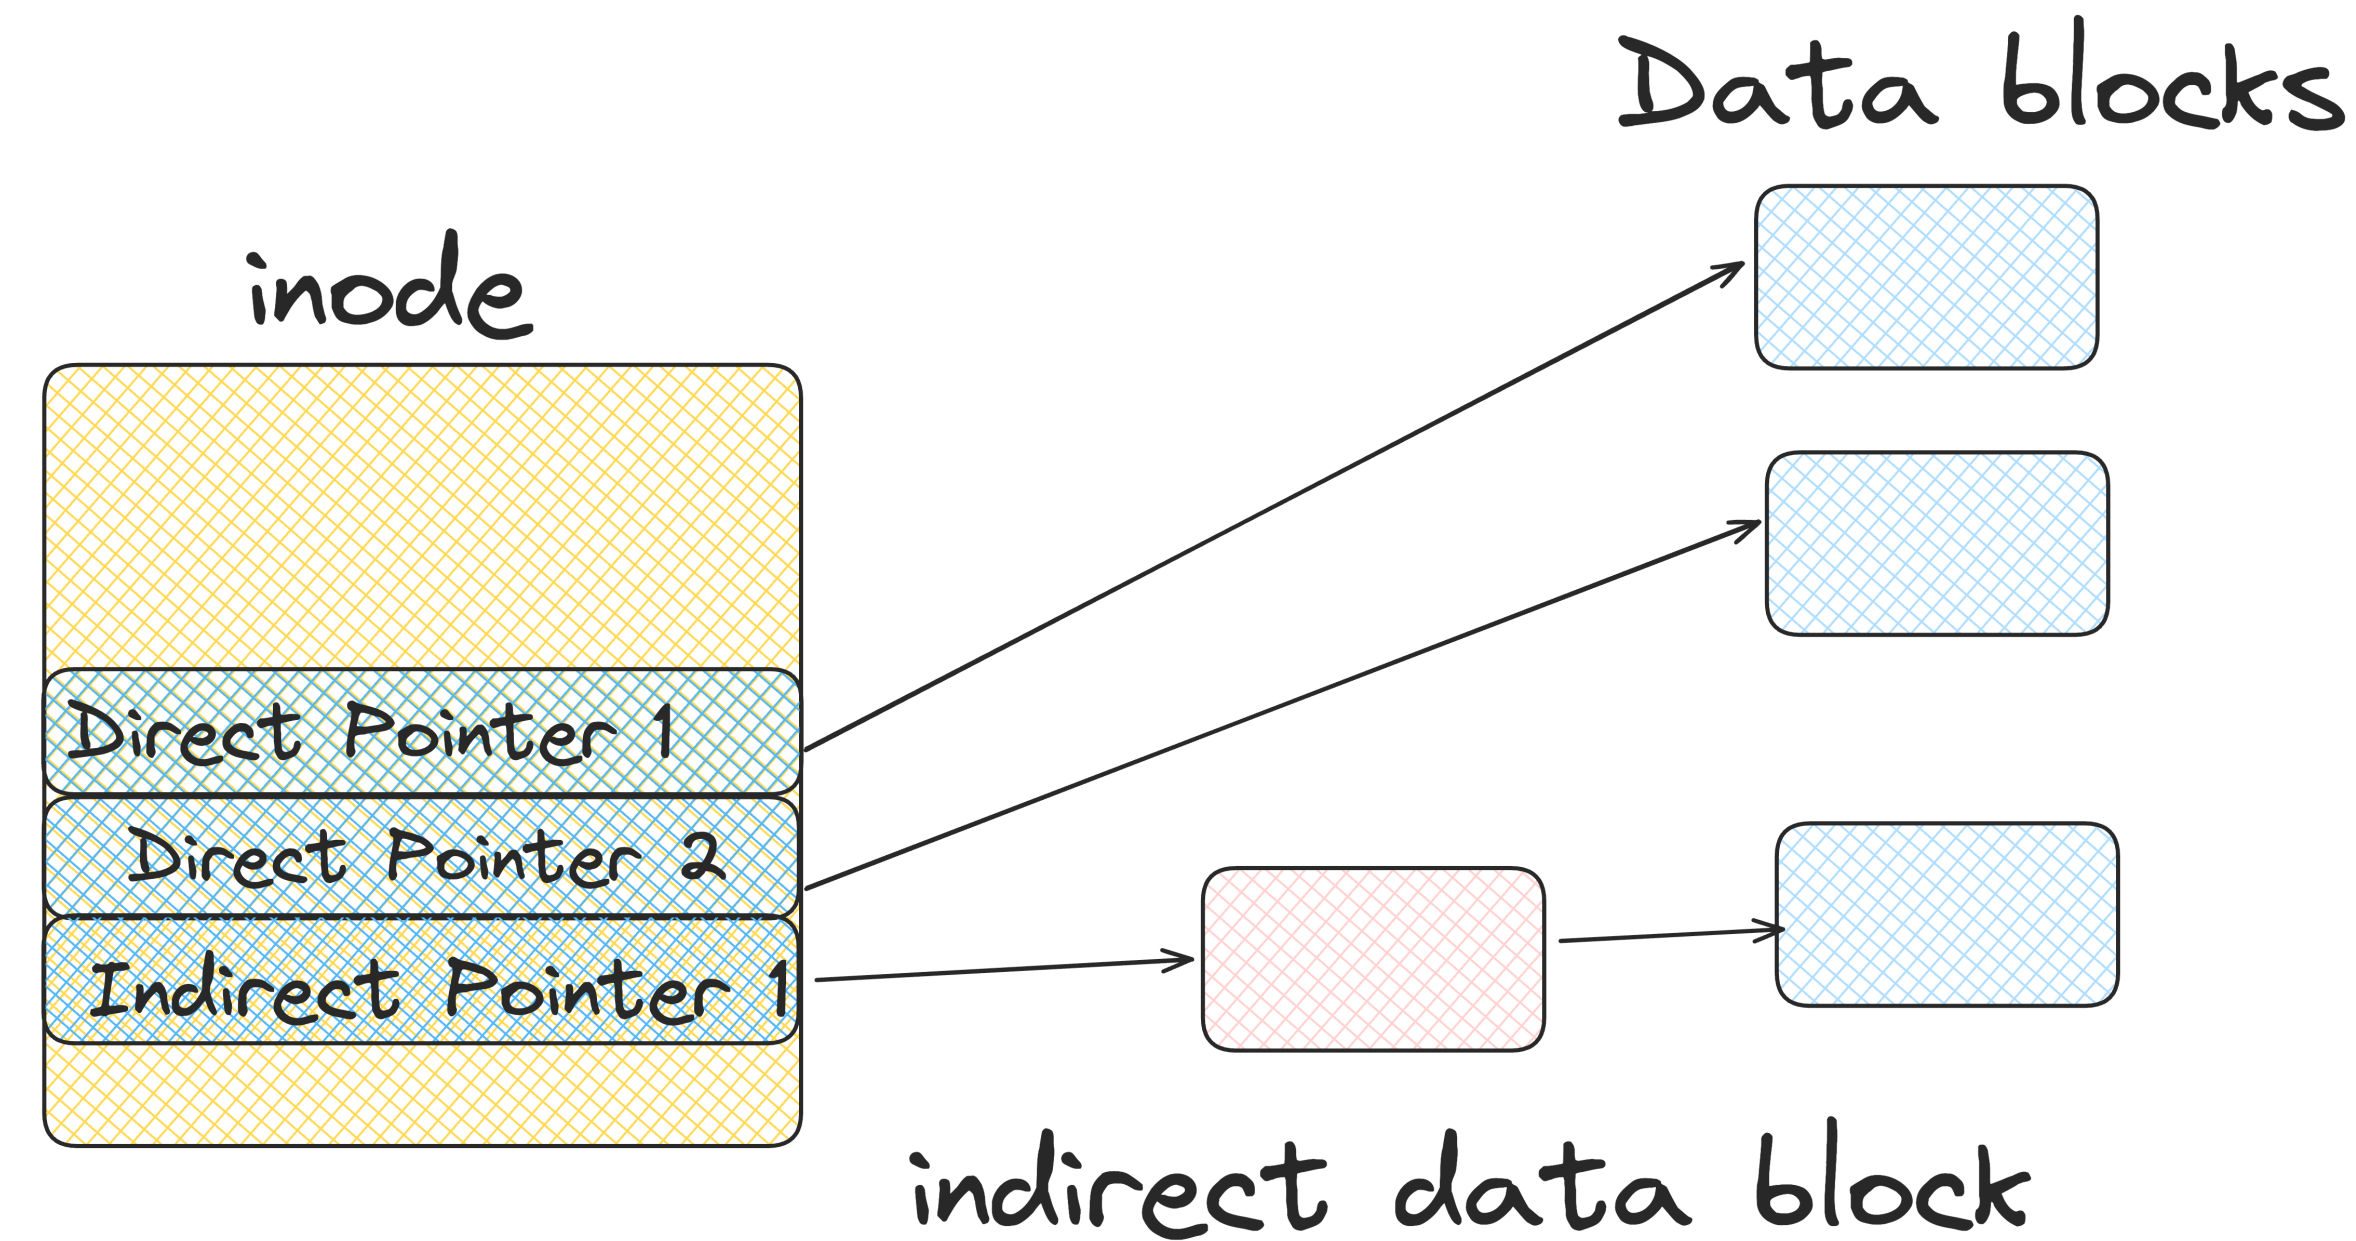 Data blocks
inode
Direct Pointer 1
Direct Pointer 2
Indirect Pointer 1
indirect data block